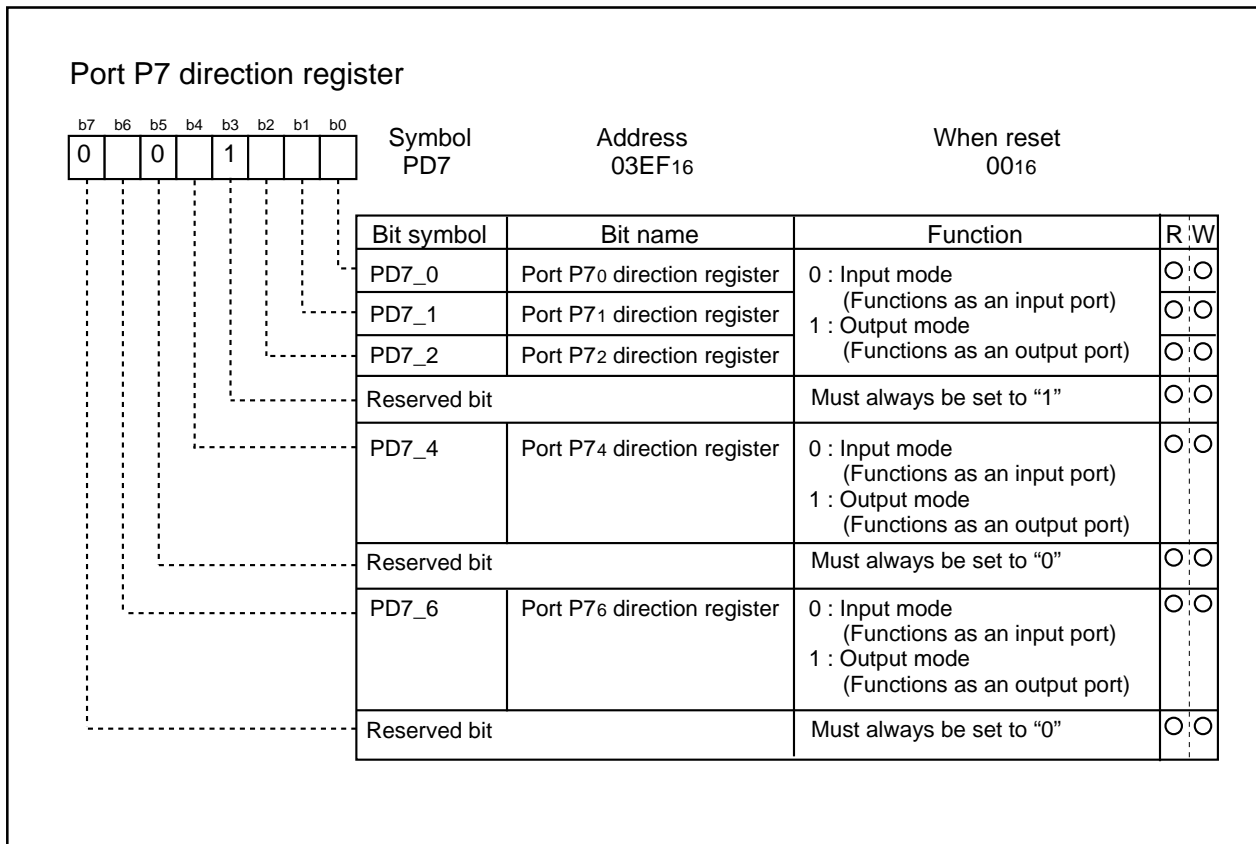 Port P7 direction register
b7 b6 b5 b4 b3 b2 b1 b0
0 0 1
Symbol Address When reset
PD7 03EF16 0016
Bit symbol Bit name Function R W
PD7_0 Port P70 direction register 0 : Input mode
(Functions as an input port)
PD7_1 Port P71 direction register 1 : Output mode
PD7_2 Port P72 direction register (Functions as an output port)
Reserved bit Must always be set to “1”
PD7_4 Port P74 direction register 0 : Input mode
(Functions as an input port)
1 : Output mode
(Functions as an output port)
Reserved bit Must always be set to “0”
PD7_6 Port P76 direction register 0 : Input mode
(Functions as an input port)
1 : Output mode
(Functions as an output port)
Reserved bit Must always be set to “0”